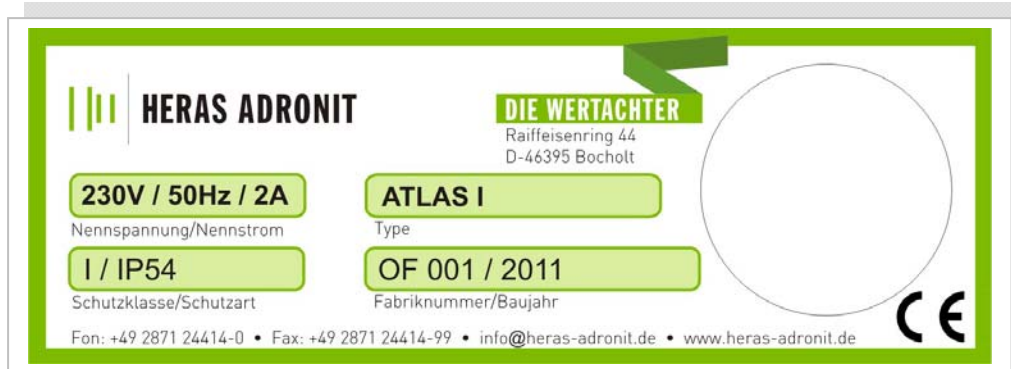 HERAS ADRONIT
DIE WERTACHTER
Raiffeisenring 44
D-46395 Bocholt
230V / 50Hz / 2A
Nennspannung/Nennstrom
ATLAS I
Type
I / IP54
Schutzklasse/Schutzart
OF 001 / 2011
Fabriknummer/Baujahr
Fon: +49 2871 24414-0 • Fax: +49 2871 24414-99 • info@heras-adronit.de • www.heras-adronit.de
CE